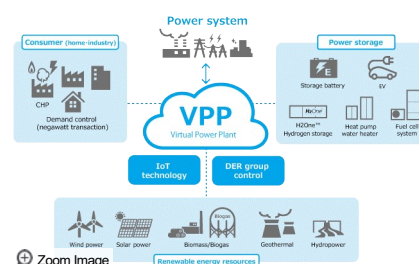 Power system
Consumer (home-industry)
CHP
Demand control
(negawatt transaction)
VPP
Virtual Power Plant
Power storage
E
Storage battery
EV
H2One
H2One™
Hydrogen storage
Heat pump
water heater
Fuel cell
system
IoT
technology
DER group
control
Biogas
Wind power
Solar power
Biomass/Biogas
Geothermal
Hydropower
Renewable energy resources
Zoom Image